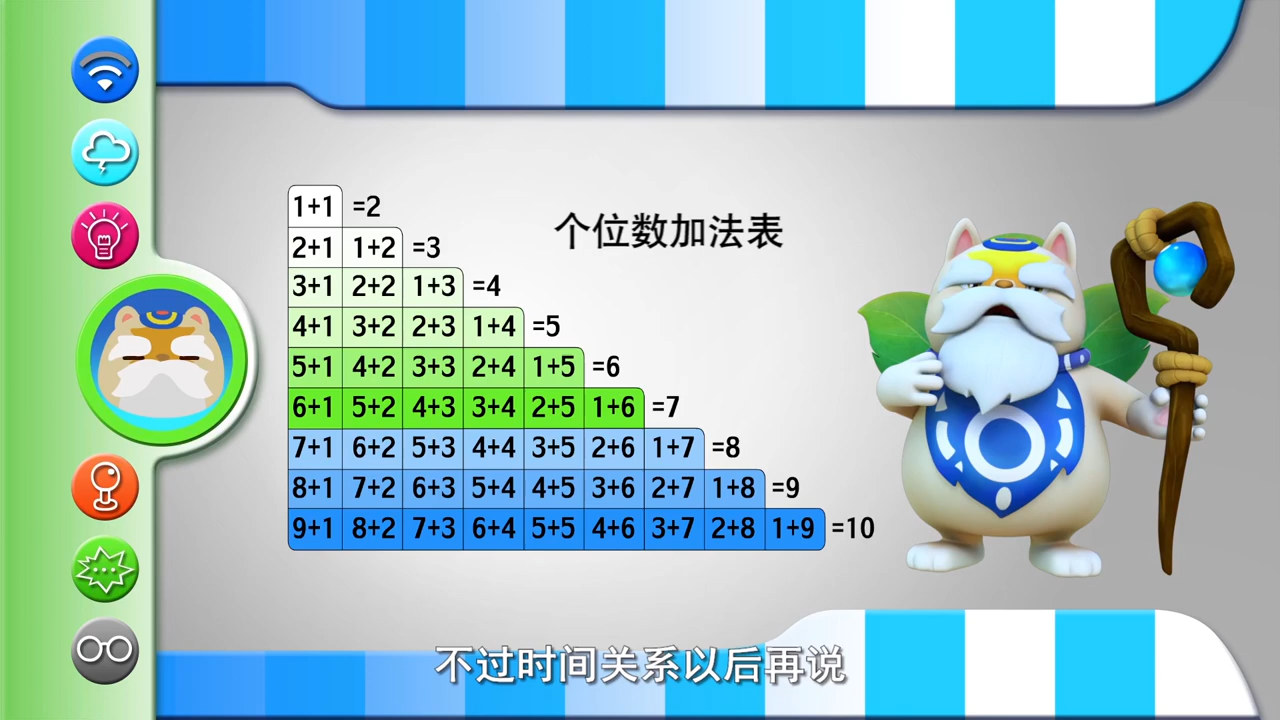 个位数加法表
1+1 =2
2+1 1+2 =3
3+1 2+2 1+3 =4
4+1 3+2 2+3 1+4 =5
5+1 4+2 3+3 2+4 1+5 =6
6+1 5+2 4+3 3+4 2+5 1+6 =7
7+1 6+2 5+3 4+4 3+5 2+6 1+7 =8
8+1 7+2 6+3 5+4 4+5 3+6 2+7 1+8 =9
9+1 8+2 7+3 6+4 5+5 4+6 3+7 2+8 1+9 =10
不过时间关系以后再说